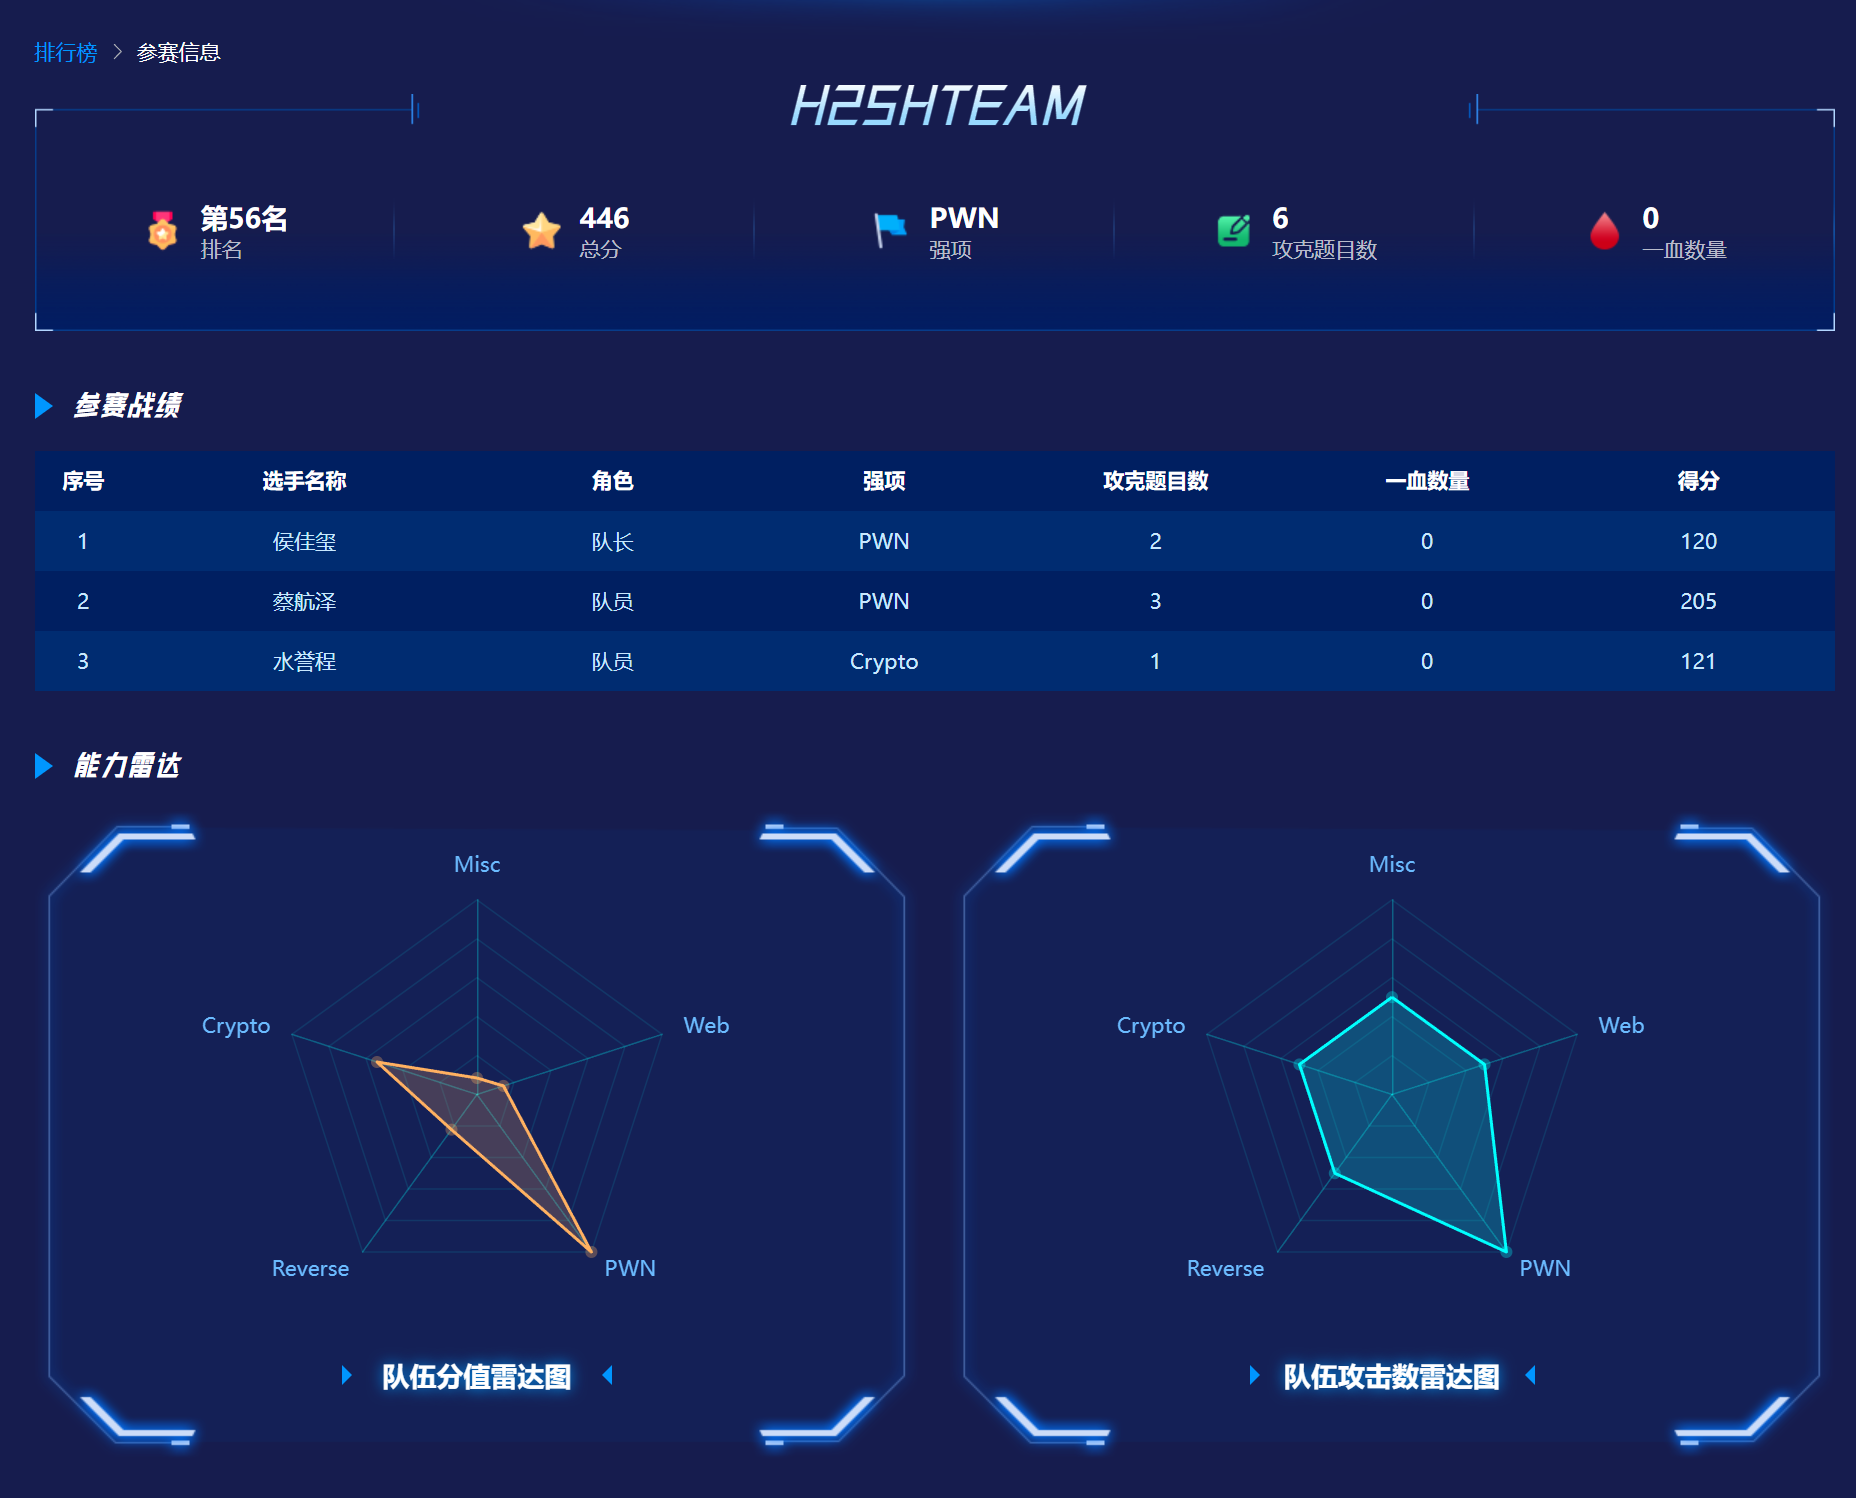 排行榜 > 参赛信息
H2SHTEAM
第56名 446 PWN 6 0
排名 总分 强项 攻克题目数 一血数量
参赛战绩
序号 选手名称 角色 强项 攻克题目数 一血数量 得分
1 侯佳玺 队长 PWN 2 0 120
2 蔡航泽 队员 PWN 3 0 205
3 水誉程 队员 Crypto 1 0 121
能力雷达
Misc
Crypto Web
Reverse PWN
队伍分值雷达图
Misc
Crypto Web
Reverse PWN
队伍攻击数雷达图